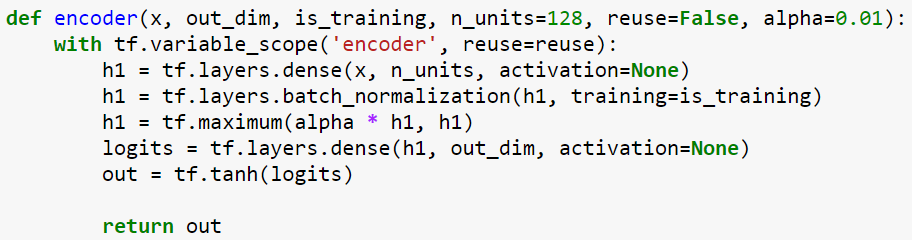 def encoder(x, out_dim, is_training, n_units=128, reuse=False, alpha=0.01):
    with tf.variable_scope('encoder', reuse=reuse):
        h1 = tf.layers.dense(x, n_units, activation=None)
        h1 = tf.layers.batch_normalization(h1, training=is_training)
        h1 = tf.maximum(alpha * h1, h1)
        logits = tf.layers.dense(h1, out_dim, activation=None)
        out = tf.tanh(logits)

        return out